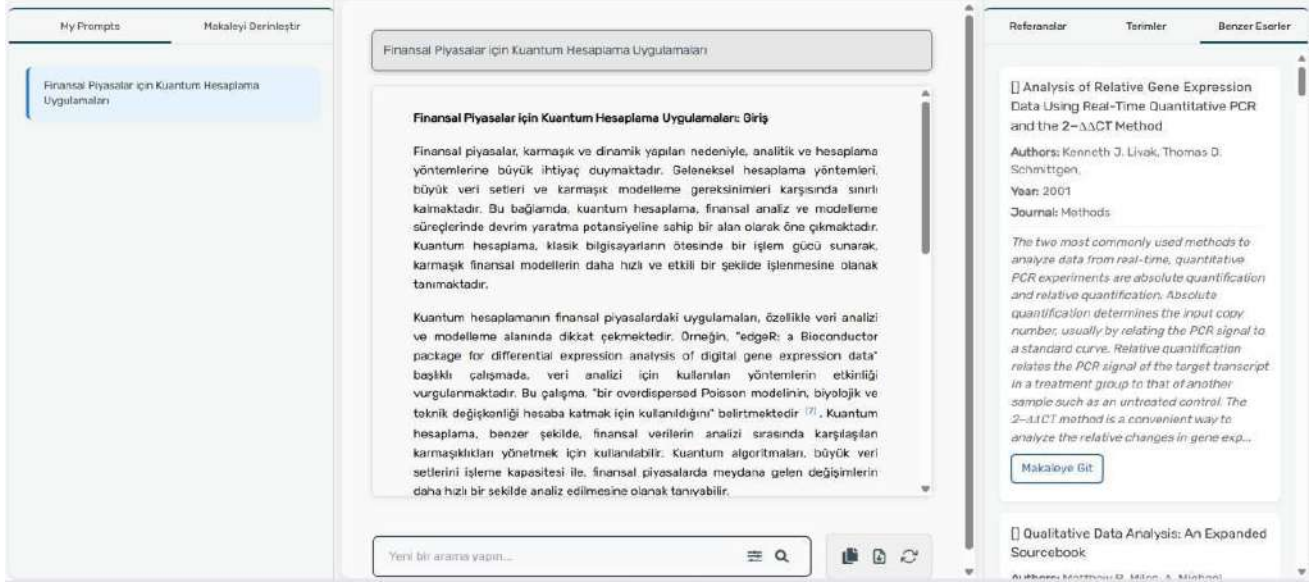 My Prompts
Makaleyi Derinleştir
Finansal Piyasalar için Kuantum Hesaplama
Uygulamaları
Finansal Piyasalar için Kuantum Hesaplama Uygulamaları
Finansal Piyasalar için Kuantum Hesaplama Uygulamaları: Giriş
Finansal piyasalar, karmaşık ve dinamik yapıları nedeniyle, analitik ve hesaplama
yöntemlerine büyük ihtiyaç duymaktadır. Geleneksel hesaplama yöntemleri,
büyük veri setleri ve karmaşık modelleme gereksinimleri karşısında sınırlı
kalmaktadır. Bu bağlamda, kuantum hesaplama, finansal analiz ve modelleme
süreçlerinde devrim yaratma potansiyeline sahip bir alan olarak öne çıkmaktadır.
Kuantum hesaplama, klasik bilgisayarların ötesinde bir işlem gücü sunarak,
karmaşık finansal modellerin daha hızlı ve etkili bir şekilde işlenmesine olanak
tanımaktadır.
Kuantum hesaplamanın finansal piyasalardaki uygulamaları, özellikle veri analizi
ve modelleme alanında dikkat çekmektedir. Örneğin, "edgeR: a Bioconductor
package for differential expression analysis of digital gene expression data"
başlıklı çalışmada, veri analizi için kullanılan yöntemlerin etkinliği
vurgulanmaktadır. Bu çalışma, "bir overdispersed Poisson modelinin, biyolojik ve
teknik değişkenliği hesaba katmak için kullanıldığını" belirtmektedir [7] . Kuantum
hesaplama, benzer şekilde, finansal verilerin analizi sırasında karşılaşılan
karmaşıklıkları yönetmek için kullanılabilir. Kuantum algoritmaları, büyük veri
setlerini işleme kapasitesi ile, finansal piyasalarda meydana gelen değişimlerin
daha hızlı bir şekilde analiz edilmesine olanak tanıyabilir.
Yeni bir arama yapın...
Referanslar
Terimler
Benzer Eserler
[] Analysis of Relative Gene Expression
Data Using Real-Time Quantitative PCR
and the 2−ΔΔCT Method
Authors: Kenneth J. Livak, Thomas D.
Schmittgen,
Year: 2001
Journal: Methods
The two most commonly used methods to
analyze data from real-time, quantitative
PCR experiments are absolute quantification
and relative quantification. Absolute
quantification determines the input copy
number, usually by relating the PCR signal to
a standard curve. Relative quantification
relates the PCR signal of the target transcript
in a treatment group to that of another
sample such as an untreated control. The
2−ΔΔCT method is a convenient way to
analyze the relative changes in gene exp...
Makaleye Git
[] Qualitative Data Analysis: An Expanded
Sourcebook
Authors: Matthew B. Miles, A. Michael